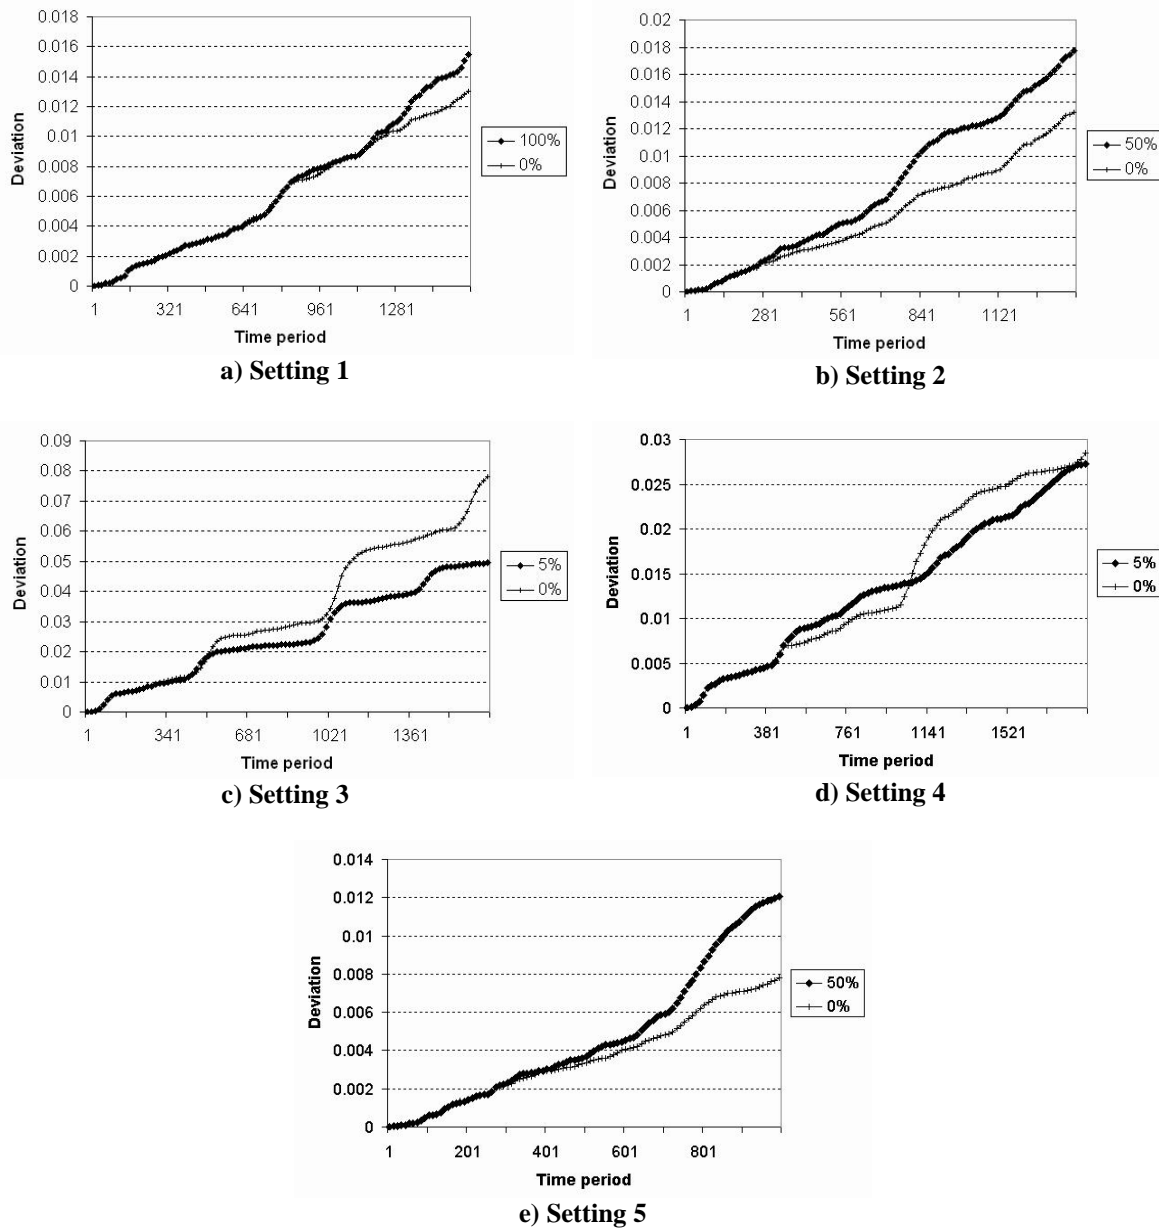 0.018
0.016
0.014
0.012
0.01
0.008
0.006
0.004
0.002
0
Deviation
1 321 641 961 1281
Time period
100%
0%
a) Setting 1
0.02
0.018
0.016
0.014
0.012
0.01
0.008
0.006
0.004
0.002
0
Deviation
1 281 561 841 1121
Time period
50%
0%
b) Setting 2
0.09
0.08
0.07
0.06
0.05
0.04
0.03
0.02
0.01
0
Deviation
1 341 681 1021 1361
Time period
5%
0%
c) Setting 3
0.03
0.025
0.02
0.015
0.01
0.005
0
Deviation
1 381 761 1141 1521
Time period
5%
0%
d) Setting 4
0.014
0.012
0.01
0.008
0.006
0.004
0.002
0
Deviation
1 201 401 601 801
Time period
50%
0%
e) Setting 5